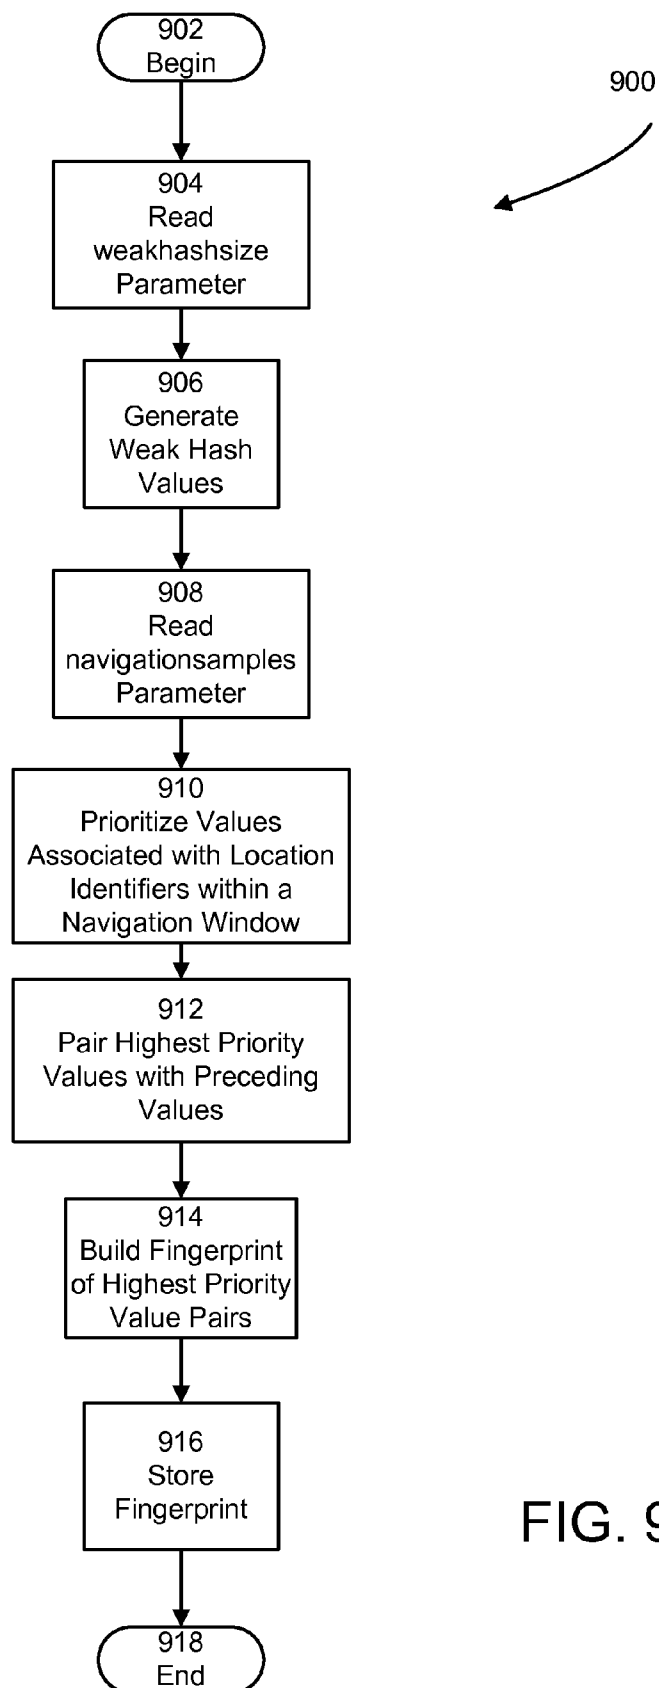 902
Begin
900
904
Read
weakhashsize
Parameter
906
Generate
Weak Hash
Values
908
Read
navigationsamples
Parameter
910
Prioritize Values
Associated with Location
Identifiers within a
Navigation Window
912
Pair Highest Priority
Values with Preceding
Values
914
Build Fingerprint
of Highest Priority
Value Pairs
916
Store
Fingerprint
FIG. 9
918
End